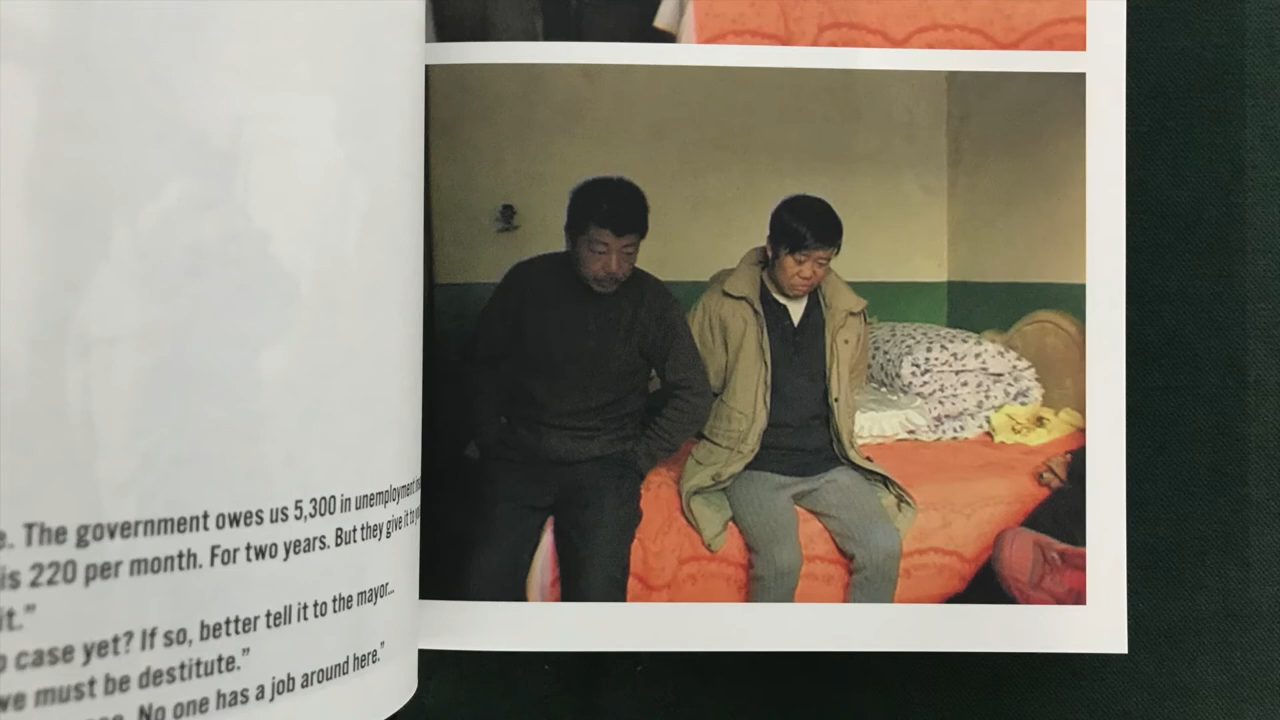 e. The government owes us 5,300 in unemployment
is 220 per month. For two years. But they give it to
it.”
case yet? If so, better tell it to the mayor...
we must be destitute.”
No one has a job around here.”